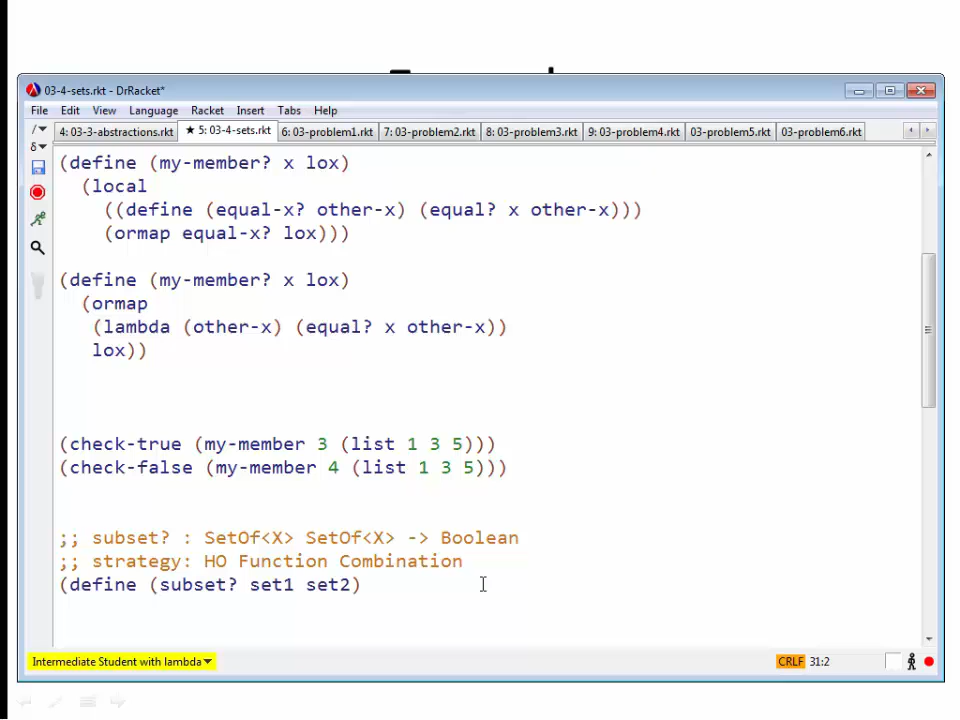 03-4-sets.rkt - DrRacket*
File Edit View Language Racket Insert Tabs Help
4: 03-3-abstractions.rkt ★ 5: 03-4-sets.rkt 6: 03-problem1.rkt 7: 03-problem2.rkt 8: 03-problem3.rkt 9: 03-problem4.rkt 03-problem5.rkt 03-problem6.rkt
(define (my-member? x lox)
(local
((define (equal-x? other-x) (equal? x other-x)))
(ormap equal-x? lox)))
(define (my-member? x lox)
(ormap
(lambda (other-x) (equal? x other-x))
lox))
(check-true (my-member 3 (list 1 3 5)))
(check-false (my-member 4 (list 1 3 5)))
;; subset? : SetOf<X> SetOf<X> -> Boolean
;; strategy: HO Function Combination
(define (subset? set1 set2)
Intermediate Student with lambda CRLF 31:2